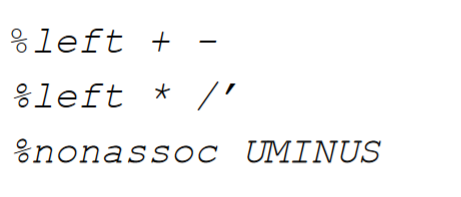 %left + -
%left * /'
%nonassoc UMINUS